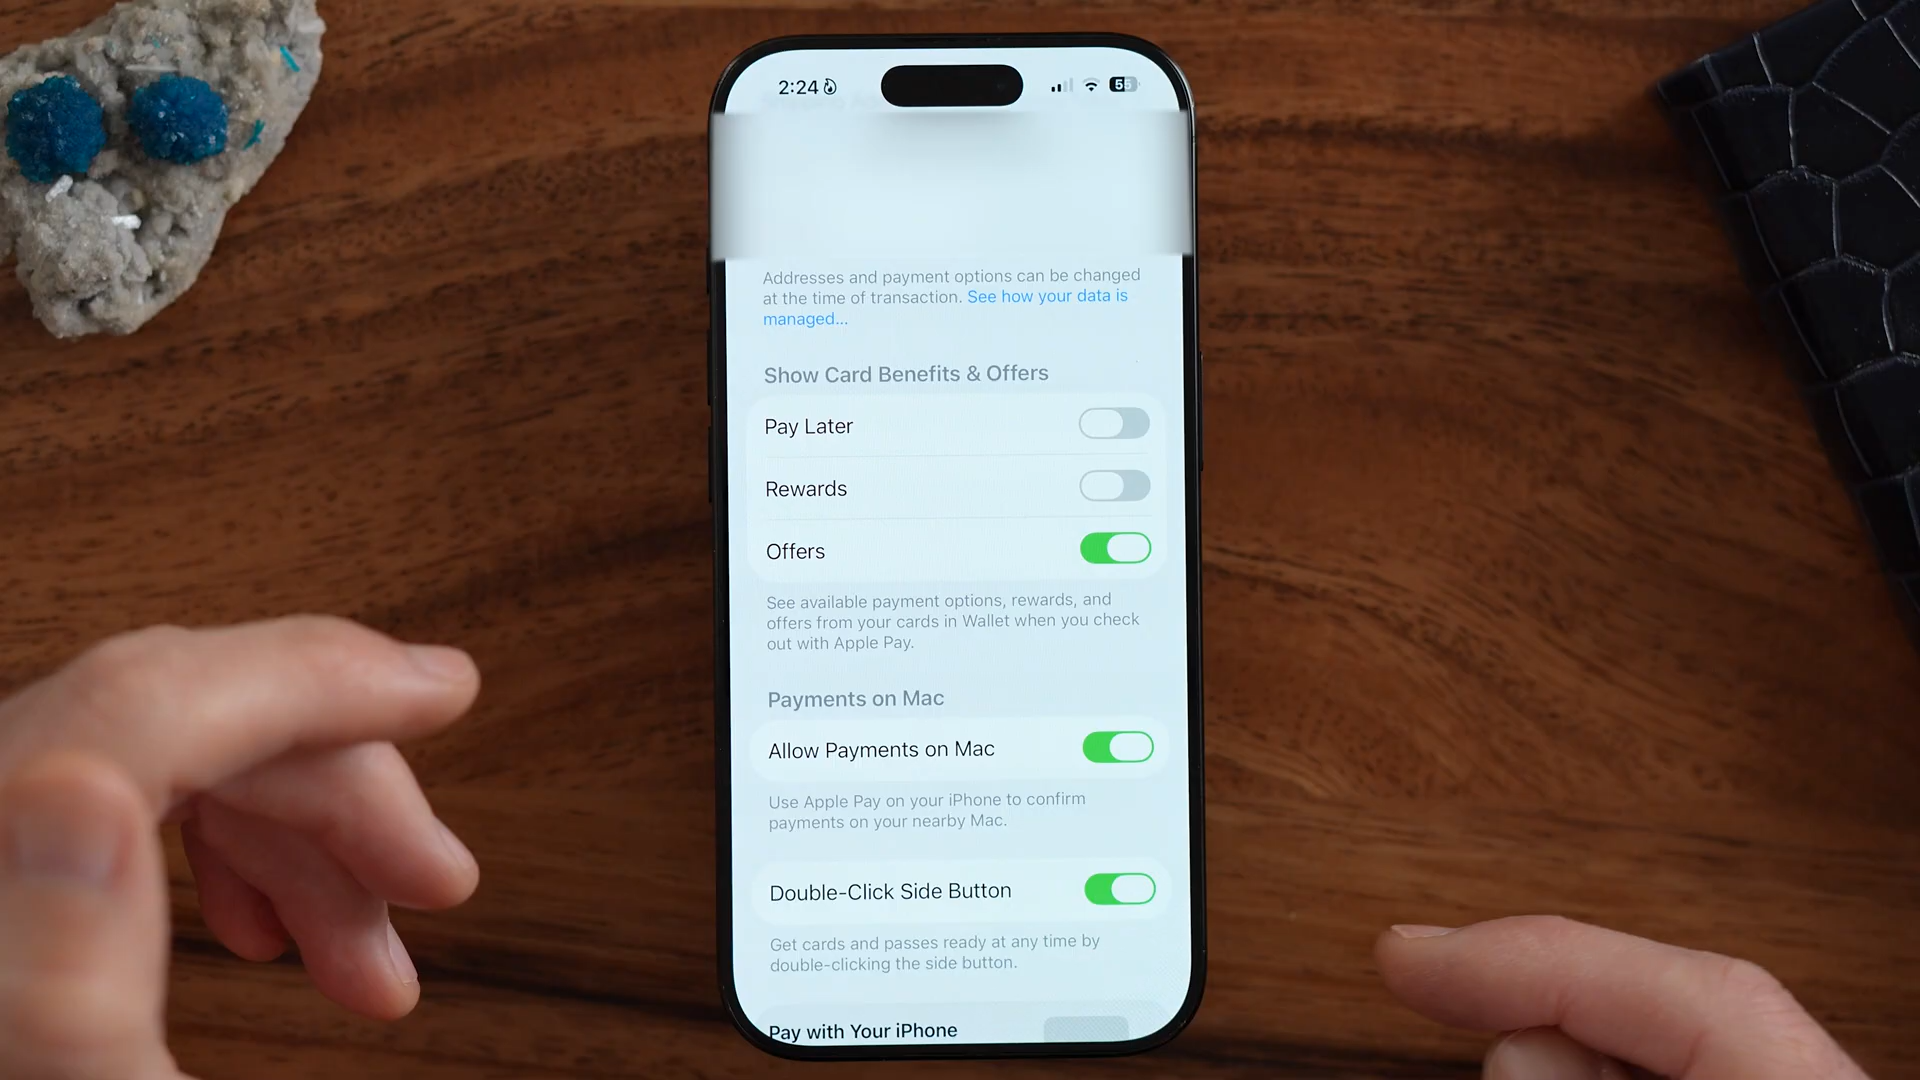 2:24
55
Addresses and payment options can be changed
at the time of transaction. See how your data is
managed...
Show Card Benefits & Offers
Pay Later
Rewards
Offers
See available payment options, rewards, and
offers from your cards in Wallet when you check
out with Apple Pay.
Payments on Mac
Allow Payments on Mac
Use Apple Pay on your iPhone to confirm
payments on your nearby Mac.
Double-Click Side Button
Get cards and passes ready at any time by
double-clicking the side button.
Pay with Your iPhone